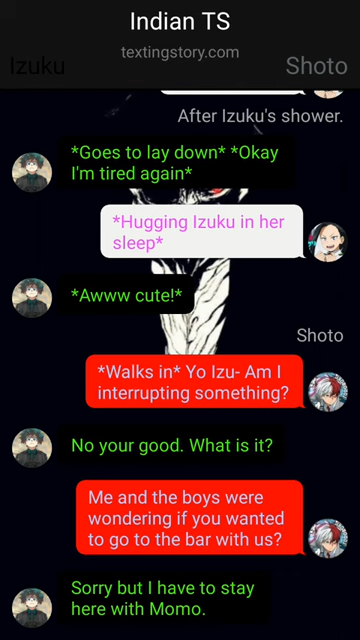 Indian TS
textingstory.com
Izuku
Shoto
After Izuku's shower.
*Goes to lay down* *Okay
I'm tired again*
*Hugging Izuku in her
sleep*
*Awww cute!*
Shoto
*Walks in* Yo Izu- Am I
interrupting something?
No your good. What is it?
Me and the boys were
wondering if you wanted
to go to the bar with us?
Sorry but I have to stay
here with Momo.